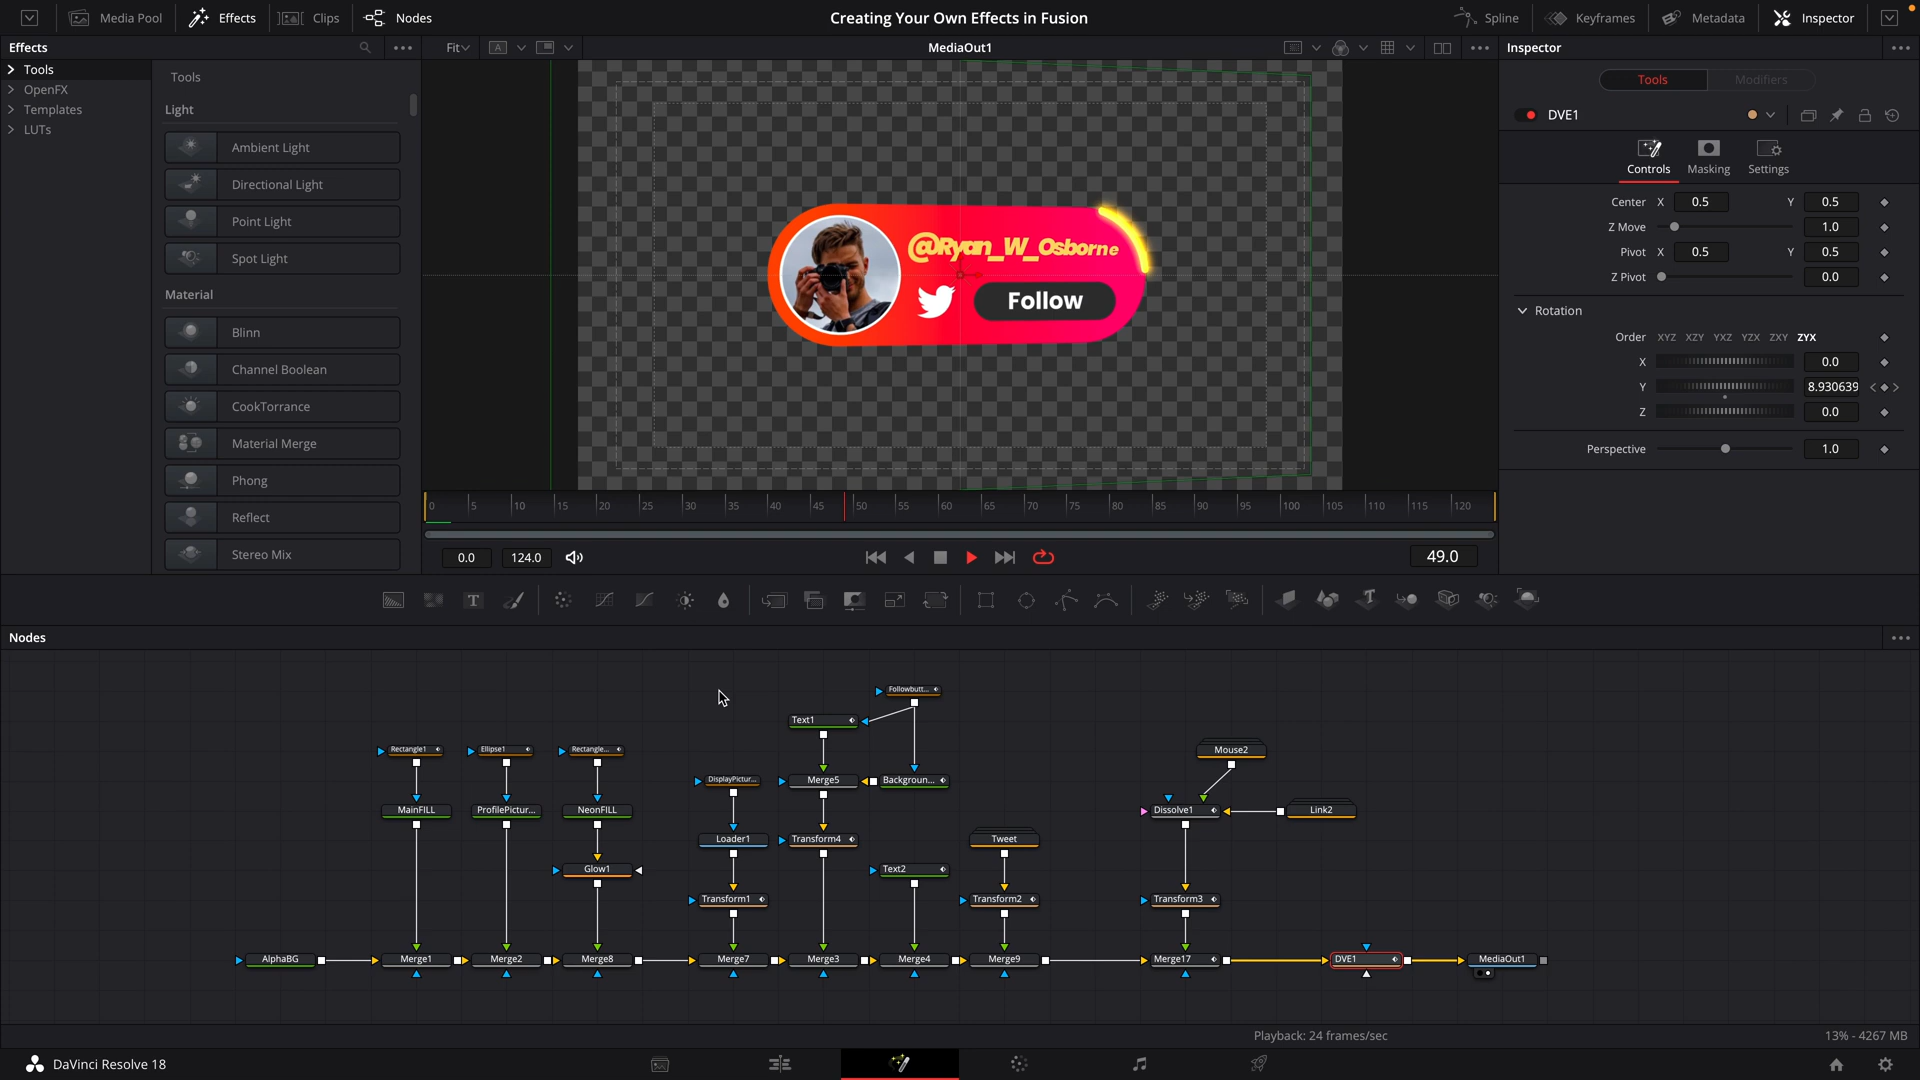 Media Pool
Effects
Clips
Nodes
Creating Your Own Effects in Fusion
Spline
Keyframes
Metadata
Inspector
Effects
Fit
A
MediaOut1
Inspector
Tools
OpenFX
Templates
LUTs
Tools
Light
Ambient Light
Directional Light
Point Light
Spot Light
Material
Blinn
Channel Boolean
CookTorrance
Material Merge
Phong
Reflect
Stereo Mix
@Ryan_W_Osborne
Follow
0 5 10 15 20 25 30 35 40 45 50 55 60 65 70 75 80 85 90 95 100 105 110 115 120
0.0 124.0 49.0
Tools Modifiers
DVE1
Controls Masking Settings
Center X 0.5 Y 0.5
Z Move 1.0
Pivot X 0.5 Y 0.5
Z Pivot 0.0
Rotation
Order XYZ XZY YXZ YZX ZXY ZYX
X 0.0
Y 8.930639
Z 0.0
Perspective 1.0
T
T
Nodes
Followbutt...
Text1
Rectangle1 Ellipse1 Rectangle... Mouse2
DisplayPictur... Merge5 Backgroun...
MainFILL ProfilePictur... NeonFILL Dissolve1 Link2
Loader1 Transform4 Tweet
Glow1 Text2
Transform1 Transform2 Transform3
AlphaBG Merge1 Merge2 Merge8 Merge7 Merge3 Merge4 Merge9 Merge17 DVE1 MediaOut1
Playback: 24 frames/sec
13% - 4267 MB
DaVinci Resolve 18